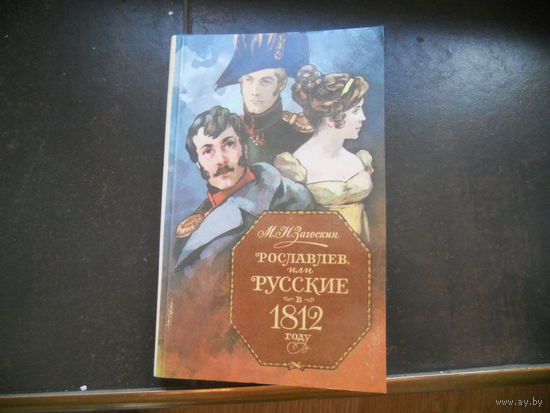 М.Н.Загоскин
РОСЛАВЛЕВ,
или
РУССКИЕ
в
1812
году
www.ay.by